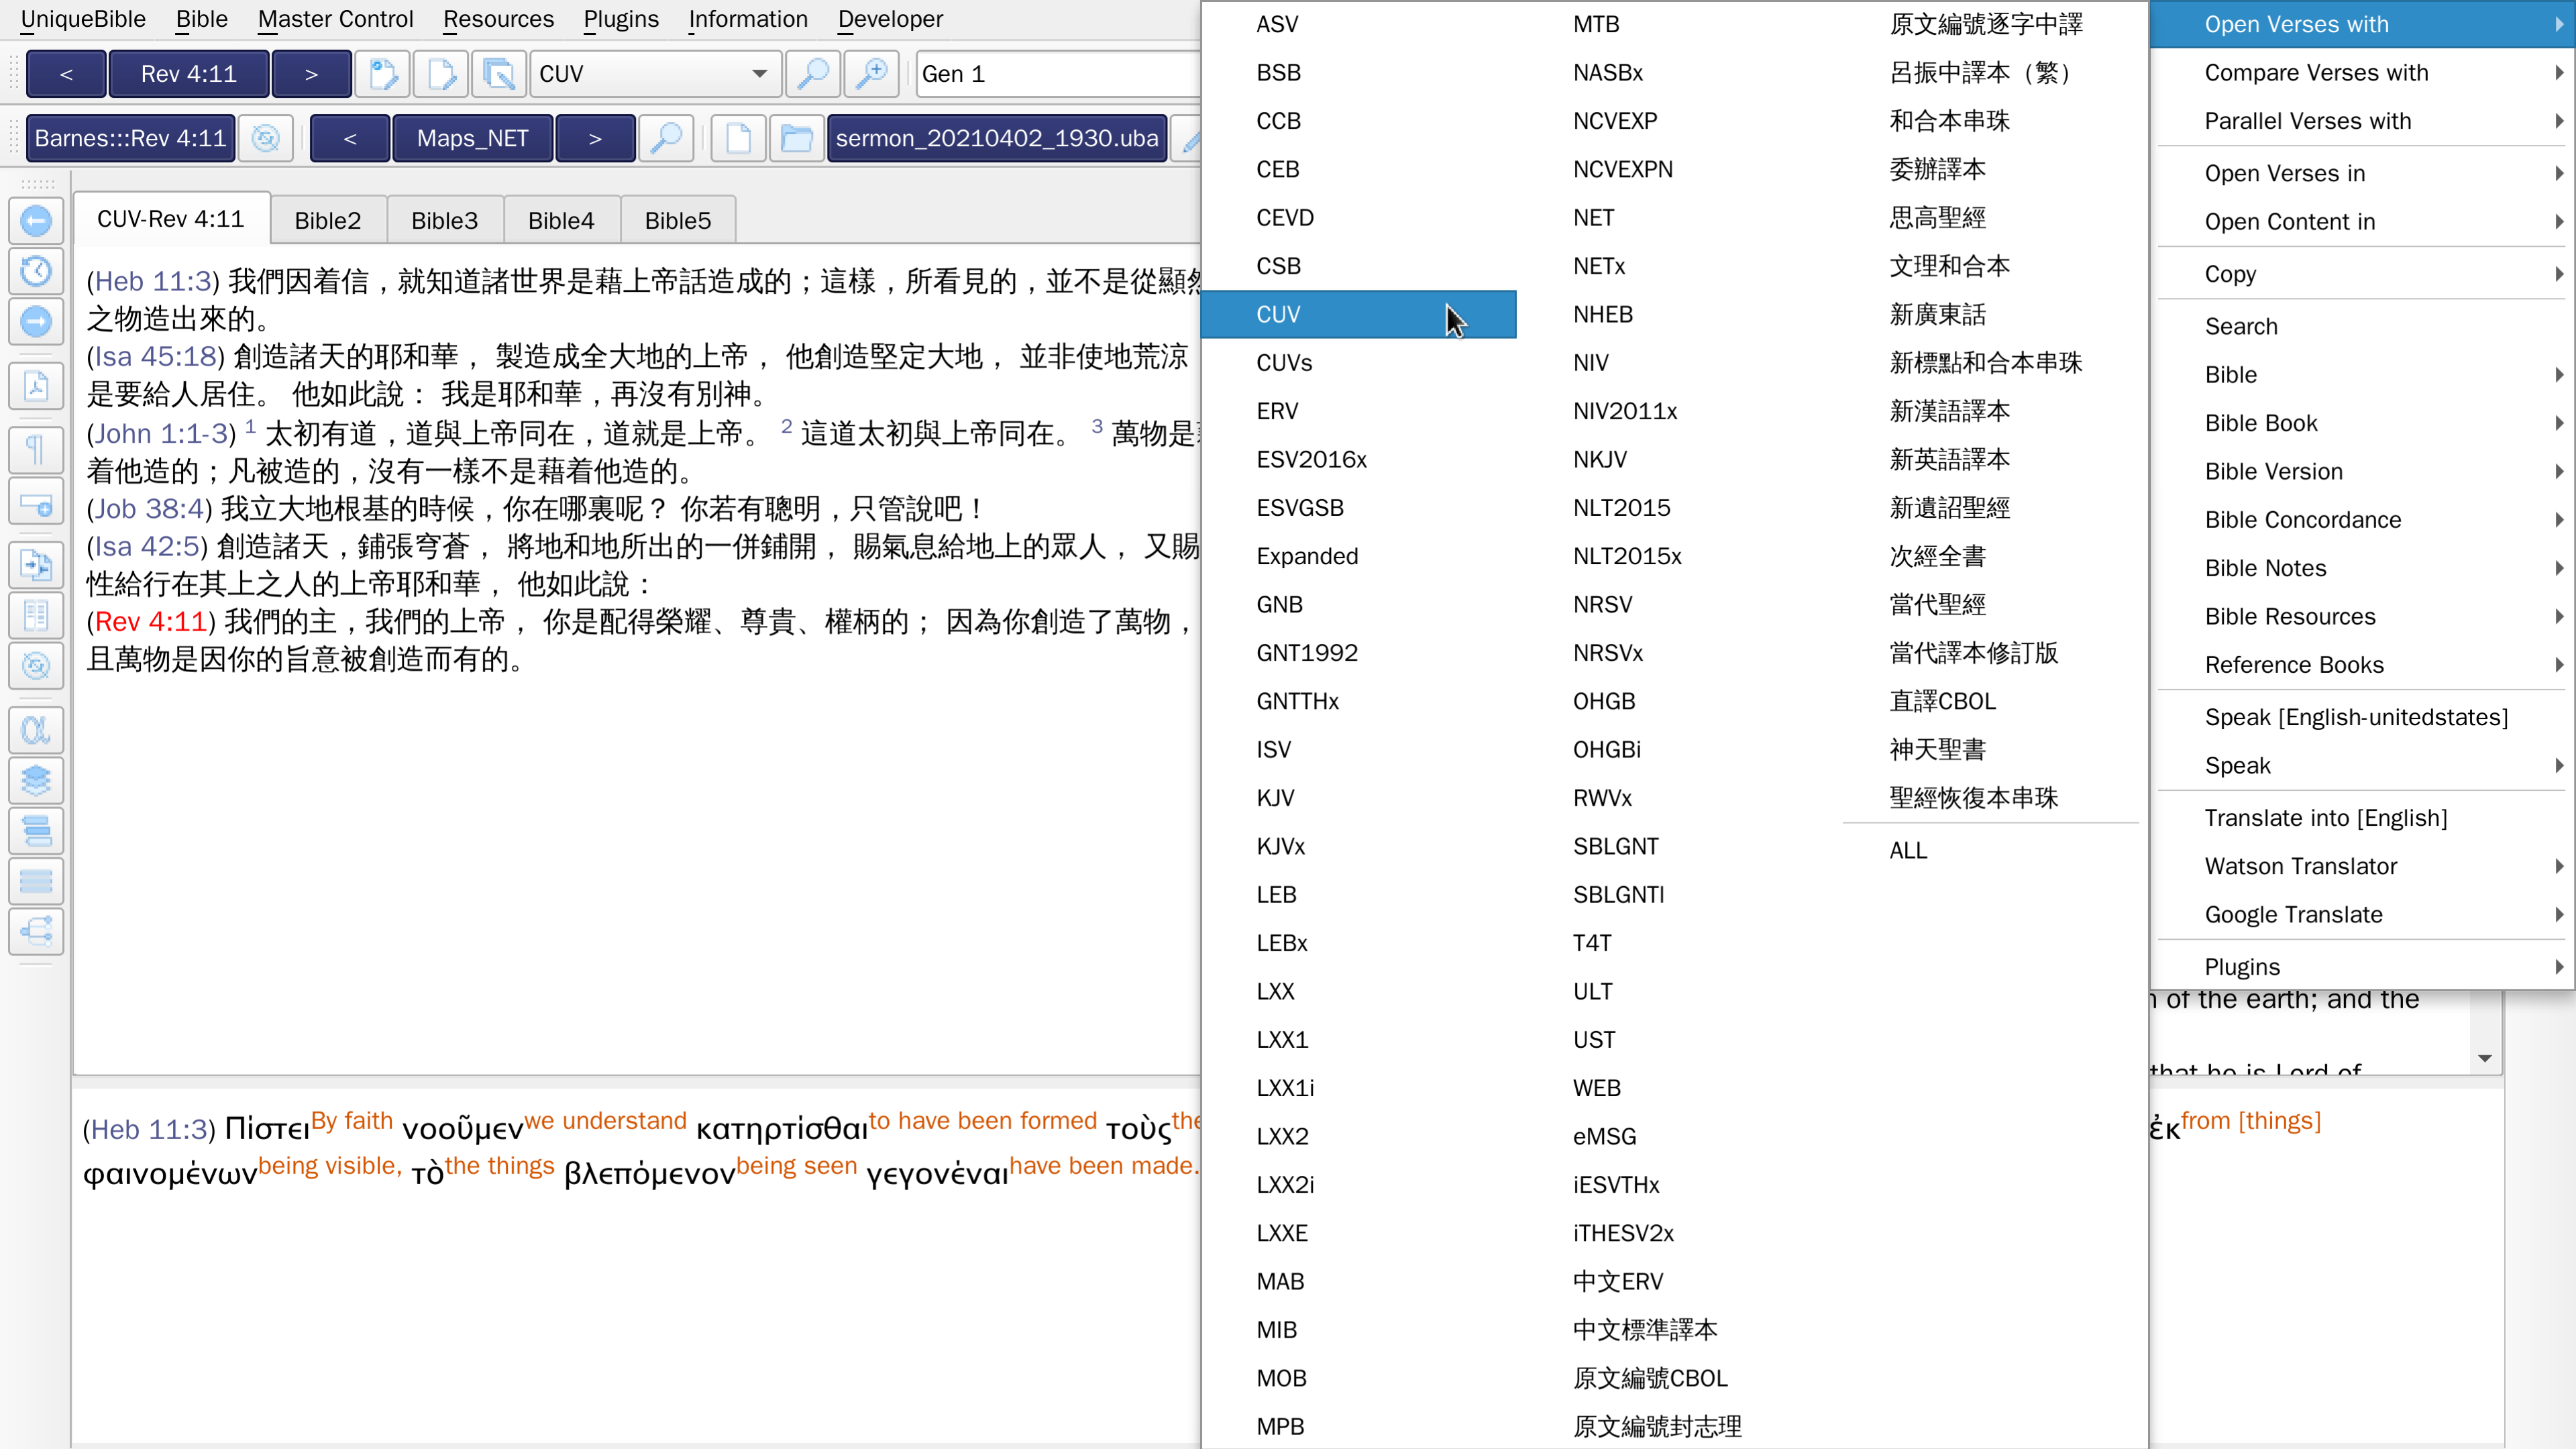 UniqueBible Bible Master Control Resources Plugins Information Developer
< Rev 4:11 > CUV Gen 1
Barnes:::Rev 4:11 < Maps_NET > sermon_20210402_1930.uba
CUV-Rev 4:11 Bible2 Bible3 Bible4 Bible5
(Heb 11:3) 我們因着信，就知道諸世界是藉上帝話造成的；這樣，所看見的，並不是從顯然
之物造出來的。
(Isa 45:18) 創造諸天的耶和華， 製造成全大地的上帝， 他創造堅定大地， 並非使地荒涼
是要給人居住。 他如此說： 我是耶和華，再沒有別神。
(John 1:1-3) 1 太初有道，道與上帝同在，道就是上帝。 2 這道太初與上帝同在。 3 萬物是
着他造的；凡被造的，沒有一樣不是藉着他造的。
(Job 38:4) 我立大地根基的時候，你在哪裏呢？ 你若有聰明，只管說吧！
(Isa 42:5) 創造諸天，鋪張穹蒼， 將地和地所出的一併鋪開， 賜氣息給地上的眾人， 又賜
性給行在其上之人的上帝耶和華， 他如此說：
(Rev 4:11) 我們的主，我們的上帝， 你是配得榮耀、尊貴、權柄的； 因為你創造了萬物，
且萬物是因你的旨意被創造而有的。
(Heb 11:3) ΠίστειBy faith νοοῦμενwe understand κατηρτίσθαιto have been formed τοὺςthe
φαινομένωνbeing visible, τὸthe things βλεπόμενονbeing seen γεγονέναιhave been made.
ASV
BSB
CCB
CEB
CEVD
CSB
CUV
CUVs
ERV
ESV2016x
ESVGSB
Expanded
GNB
GNT1992
GNTTHx
ISV
KJV
KJVx
LEB
LEBx
LXX
LXX1
LXX1i
LXX2
LXX2i
LXXE
MAB
MIB
MOB
MPB
MTB
NASBx
NCVEXP
NCVEXPN
NET
NETx
NHEB
NIV
NIV2011x
NKJV
NLT2015
NLT2015x
NRSV
NRSVx
OHGB
OHGBi
RWVx
SBLGNT
SBLGNTl
T4T
ULT
UST
WEB
eMSG
iESVTHx
iTHESV2x
中文ERV
中文標準譯本
原文編號CBOL
原文編號封志理
原文編號逐字中譯
呂振中譯本（繁）
和合本串珠
委辦譯本
思高聖經
文理和合本
新廣東話
新標點和合本串珠
新漢語譯本
新英語譯本
新遺詔聖經
次經全書
當代聖經
當代譯本修訂版
直譯CBOL
神天聖書
聖經恢復本串珠
ALL
Open Verses with
Compare Verses with
Parallel Verses with
Open Verses in
Open Content in
Copy
Search
Bible
Bible Book
Bible Version
Bible Concordance
Bible Notes
Bible Resources
Reference Books
Speak [English-unitedstates]
Speak
Translate into [English]
Watson Translator
Google Translate
Plugins
of the earth; and the
that he is Lord of
ἐκfrom [things]